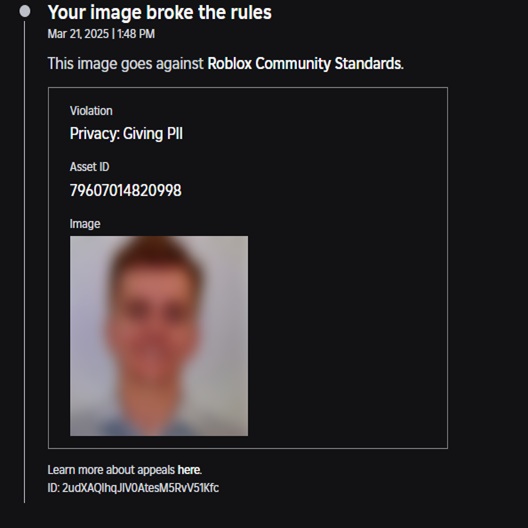 Your image broke the rules
Mar 21, 2025 | 1:48 PM
This image goes against Roblox Community Standards.
Violation
Privacy: Giving PII
Asset ID
79607014820998
Image
Learn more about appeals here.
ID: 2udXAQlhqJIV0AtesM5RvV51Kfc